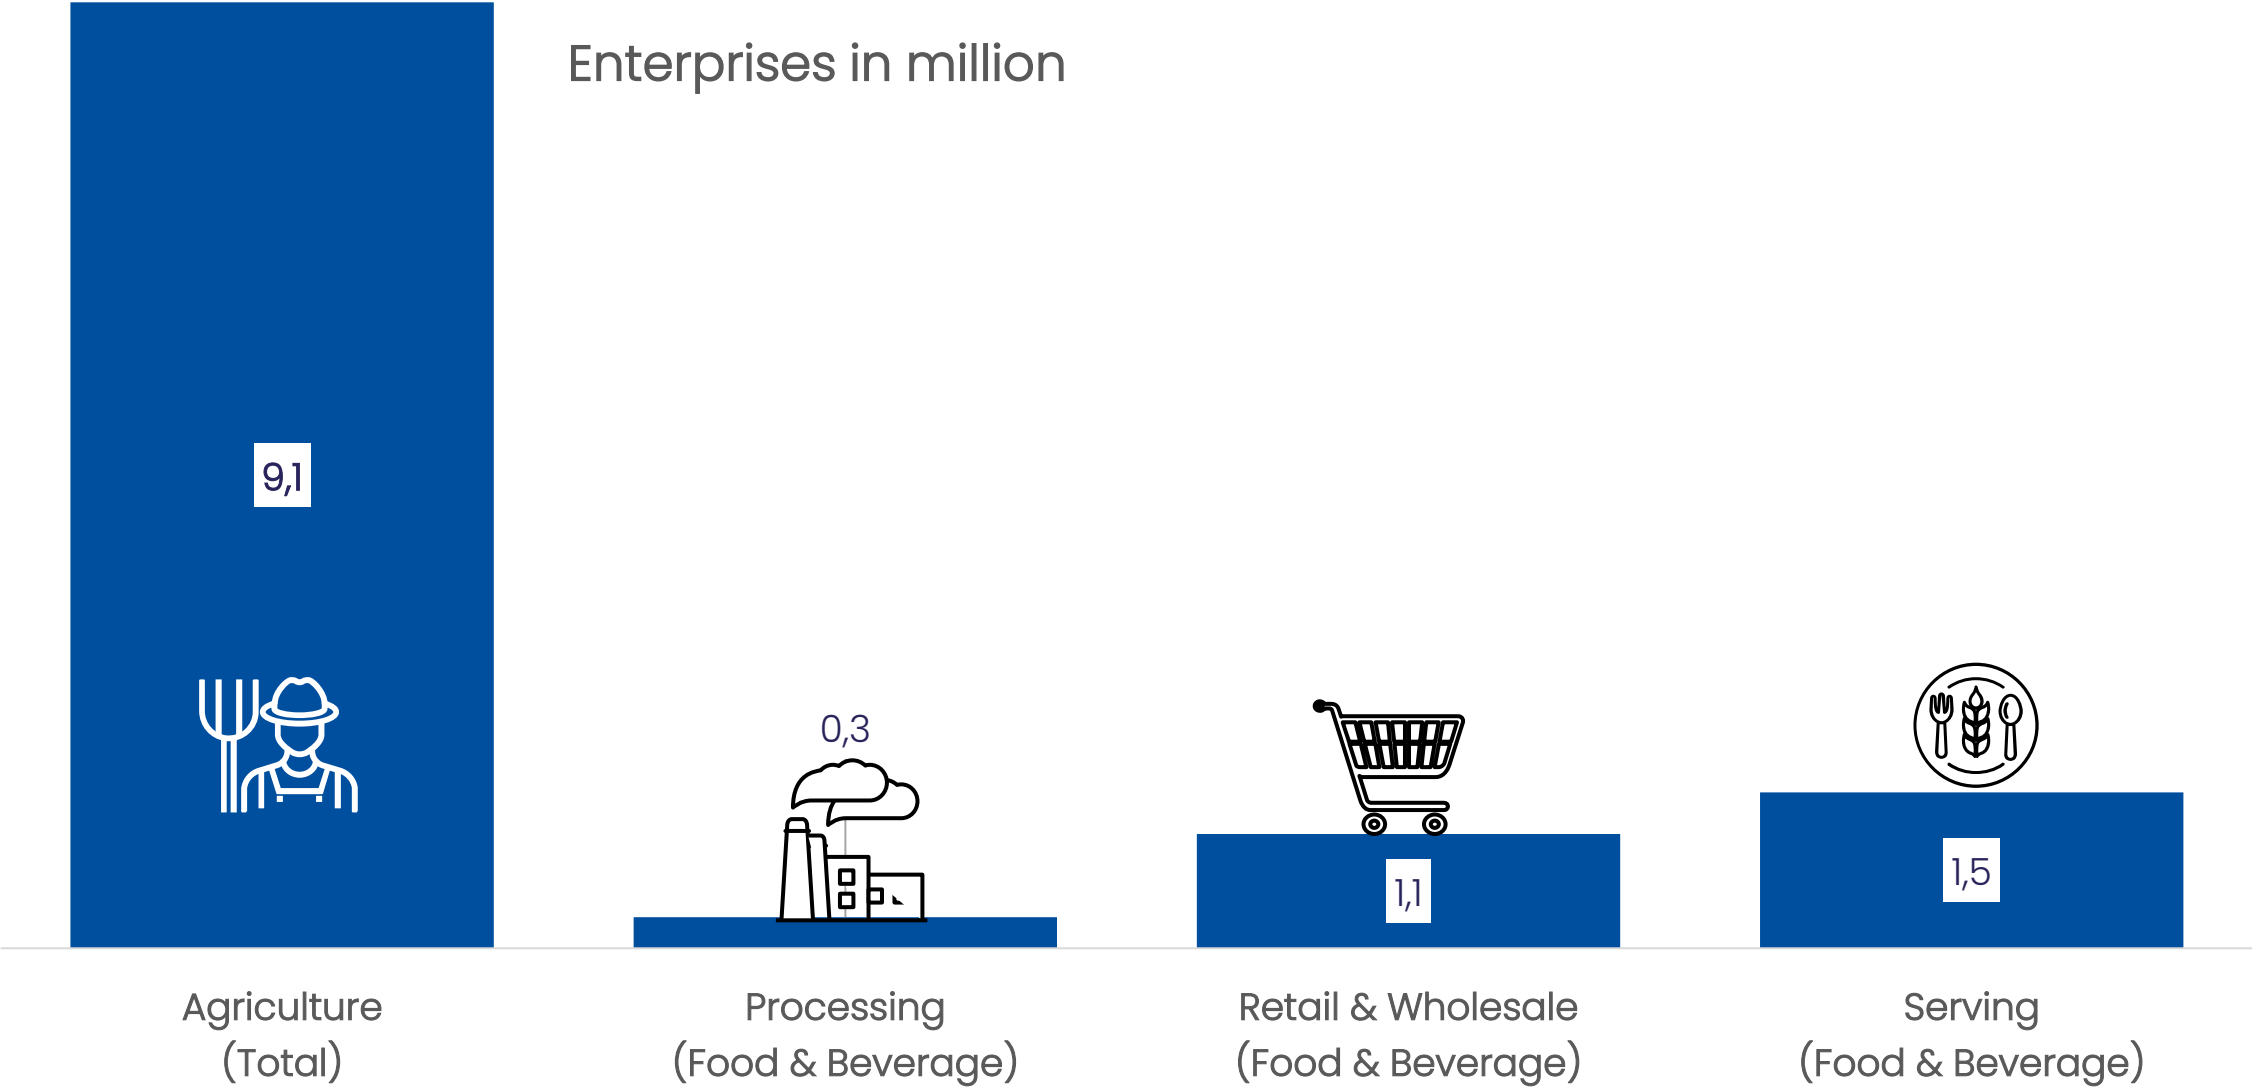 Enterprises in million
9,1
0,3
1,1
1,5
Agriculture
(Total)
Processing
(Food & Beverage)
Retail & Wholesale
(Food & Beverage)
Serving
(Food & Beverage)